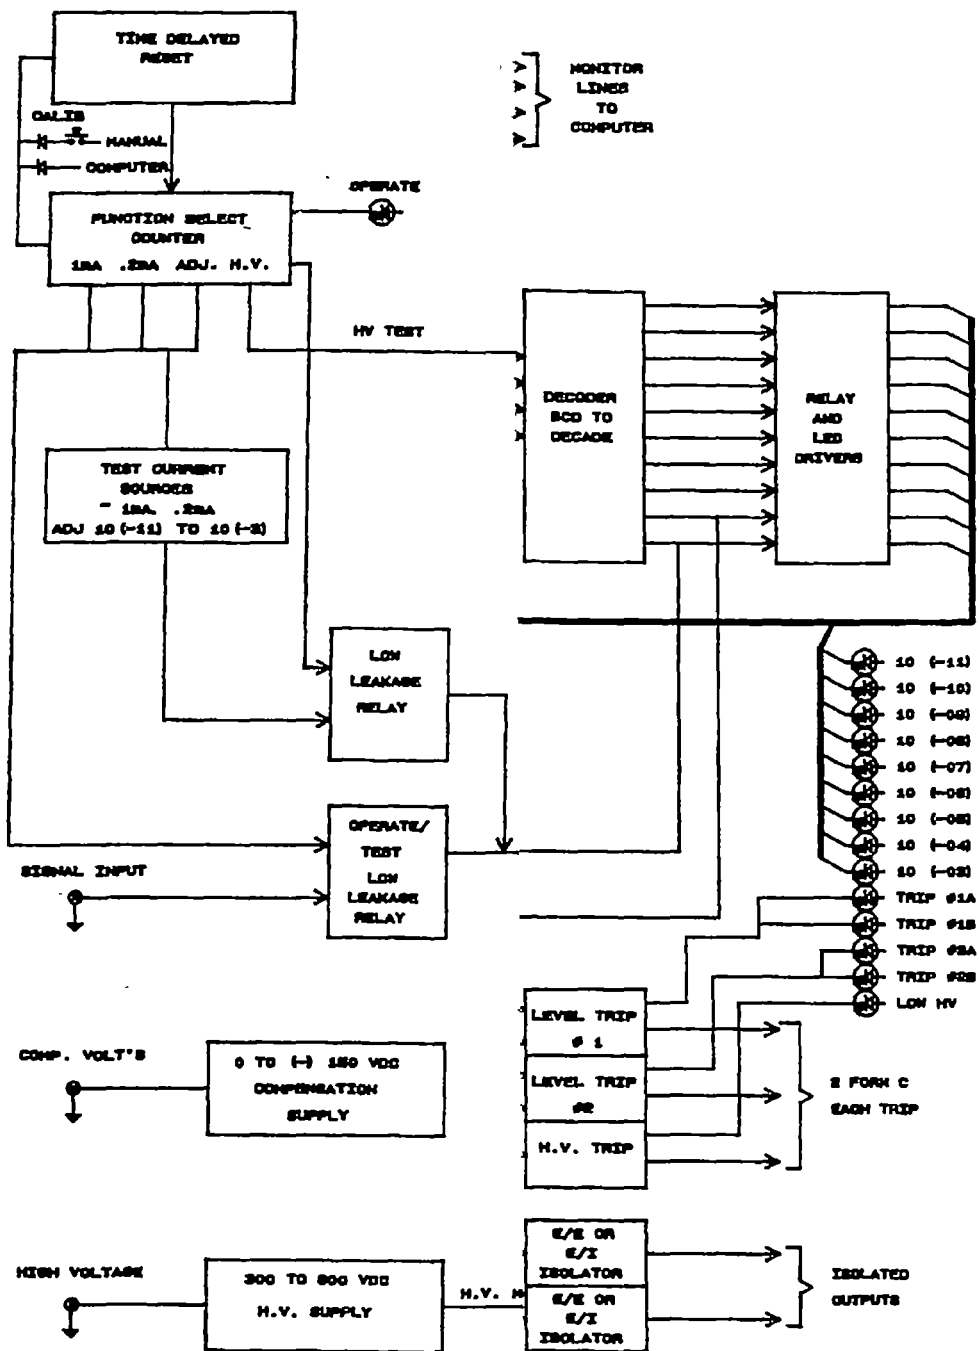 TIME DELAYED
RESET
CALIB
MANUAL
COMPUTER
MONITOR
LINES
TO
COMPUTER
OPERATE
FUNCTION SELECT
COUNTER
1mA .2mA ADJ. H.V.
HV TEST
DECODER
BCD TO
DECADE
RELAY
AND
LED
DRIVERS
TEST CURRENT
SOURCES
- 1mA. .2mA
ADJ 10 (-11) TO 10 (-3)
LOW
LEAKAGE
RELAY
OPERATE/
TEST
LOW
LEAKAGE
RELAY
SIGNAL INPUT
10 (-11)
10 (-10)
10 (-09)
10 (-08)
10 (-07)
10 (-06)
10 (-05)
10 (-04)
10 (-03)
TRIP #1A
TRIP #1B
TRIP #2A
TRIP #2B
LOW HV
LEVEL TRIP
# 1
LEVEL TRIP
#2
H.V. TRIP
2 FORM C
EACH TRIP
COMP. VOLT'S
0 TO (-) 150 VDC
COMPENSATION
SUPPLY
HIGH VOLTAGE
300 TO 800 VDC
H.V. SUPPLY
H.V.
E/E OR
E/I
ISOLATOR
E/E OR
E/I
ISOLATOR
ISOLATED
OUTPUTS